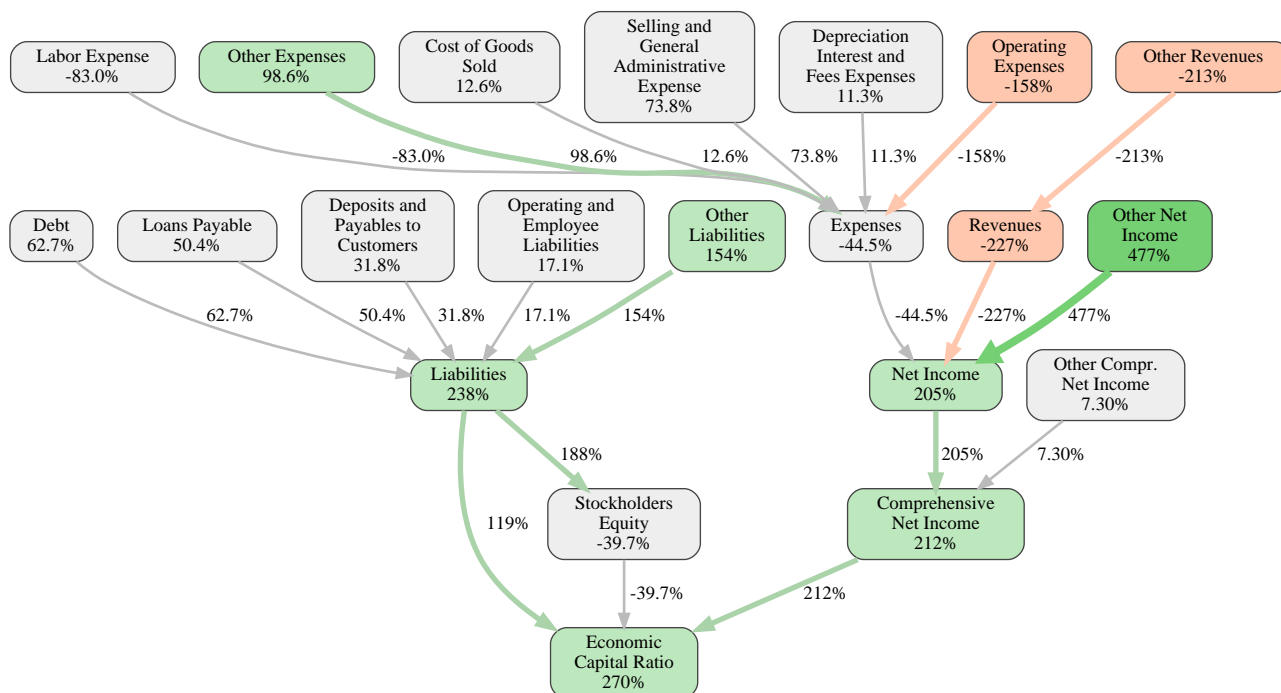 Labor Expense
-83.0%
Other Expenses
98.6%
Cost of Goods
Sold
12.6%
Selling and
General
Administrative
Expense
73.8%
Depreciation
Interest and
Fees Expenses
11.3%
Operating
Expenses
-158%
Other Revenues
-213%
-83.0%
98.6%
12.6%
73.8%
11.3%
-158%
-213%
Debt
62.7%
Loans Payable
50.4%
Deposits and
Payables to
Customers
31.8%
Operating and
Employee
Liabilities
17.1%
Other
Liabilities
154%
Expenses
-44.5%
Revenues
-227%
Other Net
Income
477%
62.7%
50.4%
31.8%
17.1%
154%
-44.5%
-227%
477%
Liabilities
238%
Net Income
205%
Other Compr.
Net Income
7.30%
188%
205%
7.30%
119%
Stockholders
Equity
-39.7%
Comprehensive
Net Income
212%
-39.7%
212%
Economic
Capital Ratio
270%